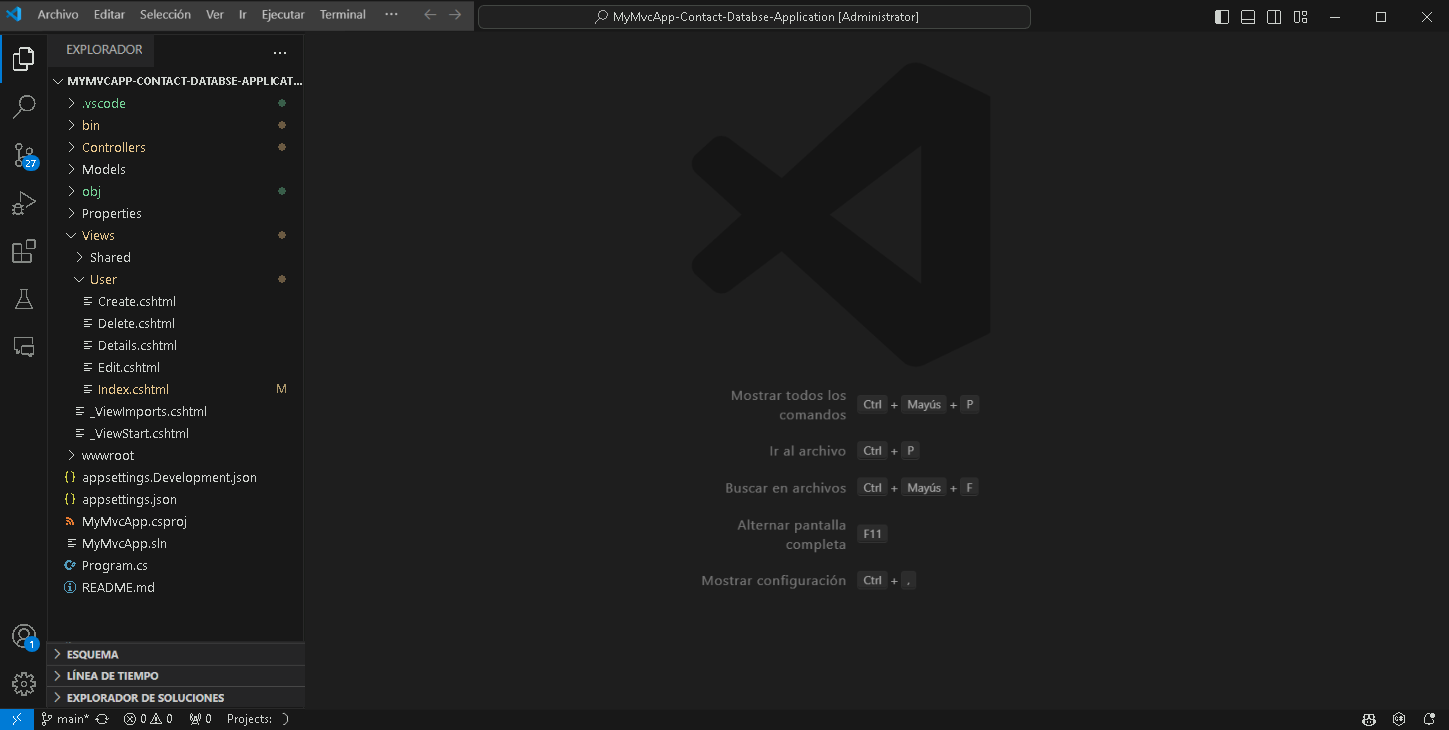 Archivo Editar Selección Ver Ir Ejecutar Terminal ···
MyMvcApp-Contact-Databse-Application [Administrator]
EXPLORADOR ···
MYMVCAPP-CONTACT-DATABSE-APPLICAT...
.vscode
bin
Controllers
Models
obj
Properties
Views
Shared
User
Create.cshtml
Delete.cshtml
Details.cshtml
Edit.cshtml
Index.cshtml M
_ViewImports.cshtml
_ViewStart.cshtml
wwwroot
{} appsettings.Development.json
{} appsettings.json
MyMvcApp.csproj
MyMvcApp.sln
Program.cs
README.md
27
1
ESQUEMA
LÍNEA DE TIEMPO
EXPLORADOR DE SOLUCIONES
Mostrar todos los
comandos Ctrl + Mayús + P
Ir al archivo Ctrl + P
Buscar en archivos Ctrl + Mayús + F
Alternar pantalla
completa F11
Mostrar configuración Ctrl + ,
main* 0 0 0 Projects: